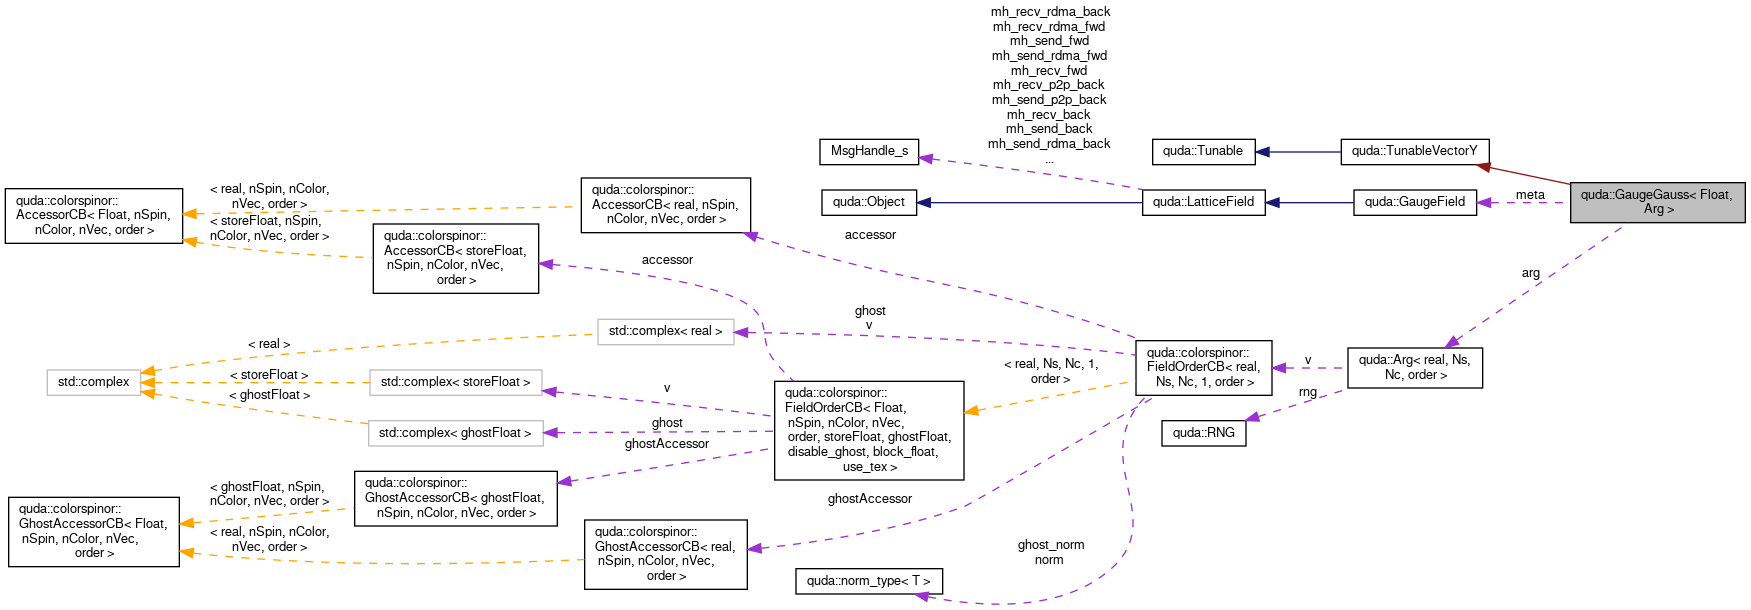 mh_recv_rdma_back
mh_recv_rdma_fwd
mh_send_fwd
mh_send_rdma_fwd
mh_recv_fwd
mh_recv_p2p_back
mh_send_p2p_back
mh_recv_back
mh_send_back
mh_send_rdma_back
...
MsgHandle_s
quda::Tunable
quda::TunableVectorY
quda::Object
quda::LatticeField
quda::GaugeField
meta
quda::GaugeGauss< Float,
Arg >
quda::colorspinor::
AccessorCB< Float, nSpin,
nColor, nVec, order >
< real, nSpin, nColor,
nVec, order >
< storeFloat, nSpin,
nColor, nVec, order >
quda::colorspinor::
AccessorCB< real, nSpin,
nColor, nVec, order >
quda::colorspinor::
AccessorCB< storeFloat,
nSpin, nColor, nVec,
order >
accessor
accessor
arg
std::complex
< real >
< storeFloat >
< ghostFloat >
std::complex< real >
std::complex< storeFloat >
std::complex< ghostFloat >
ghost
v
v
ghost
ghostAccessor
quda::colorspinor::
FieldOrderCB< Float,
nSpin, nColor, nVec,
order, storeFloat, ghostFloat,
disable_ghost, block_float,
use_tex >
< real, Ns, Nc, 1,
order >
quda::colorspinor::
FieldOrderCB< real,
Ns, Nc, 1, order >
v
rng
quda::Arg< real, Ns,
Nc, order >
quda::RNG
quda::colorspinor::
GhostAccessorCB< Float,
nSpin, nColor, nVec,
order >
< ghostFloat, nSpin,
nColor, nVec, order >
< real, nSpin, nColor,
nVec, order >
quda::colorspinor::
GhostAccessorCB< ghostFloat,
nSpin, nColor, nVec, order >
quda::colorspinor::
GhostAccessorCB< real,
nSpin, nColor, nVec,
order >
ghostAccessor
ghost_norm
norm
quda::norm_type< T >